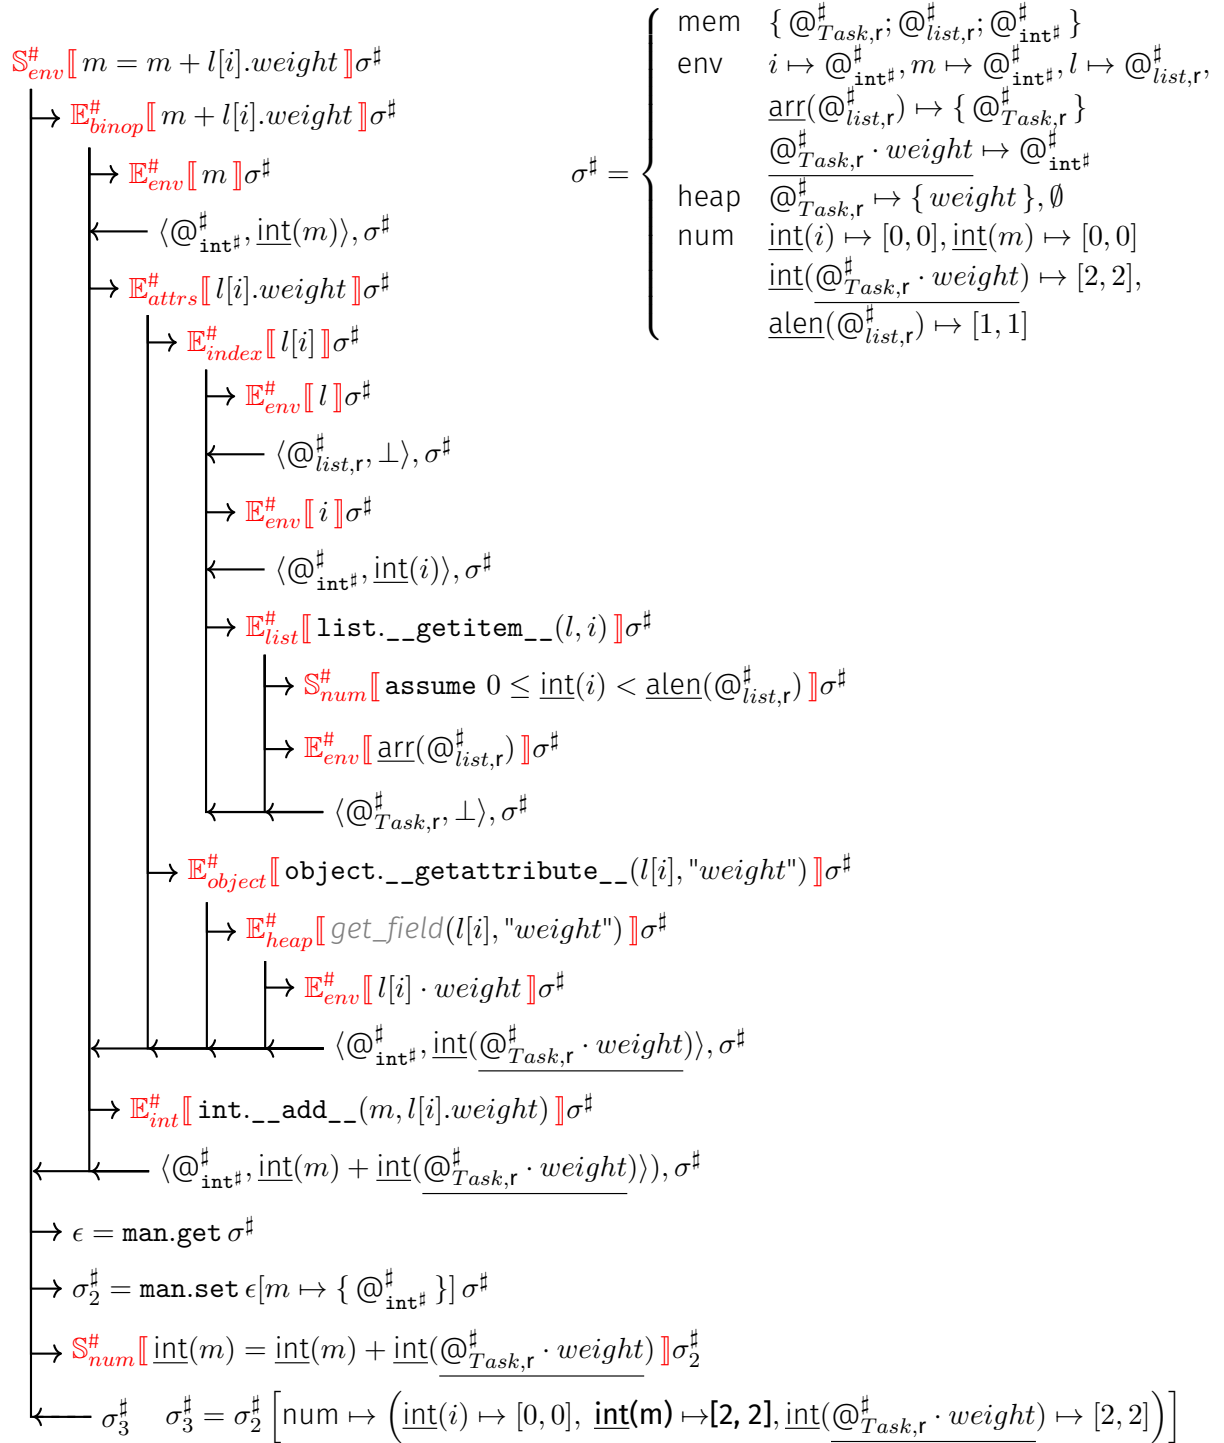 𝕊#env⟦ m = m + l[i].weight ⟧σ♯
→ 𝔼#binop⟦ m + l[i].weight ⟧σ♯
→ 𝔼#env⟦ m ⟧σ♯
⟨@♯int♯, int(m)⟩, σ♯
→ 𝔼#attrs⟦ l[i].weight ⟧σ♯
→ 𝔼#index⟦ l[i] ⟧σ♯
→ 𝔼#env⟦ l ⟧σ♯
⟨@♯list,r, ⊥⟩, σ♯
→ 𝔼#env⟦ i ⟧σ♯
⟨@♯int♯, int(i)⟩, σ♯
→ 𝔼#list⟦ list.__getitem__(l, i) ⟧σ♯
→ 𝕊#num⟦ assume 0 ≤ int(i) < alen(@♯list,r) ⟧σ♯
→ 𝔼#env⟦ arr(@♯list,r) ⟧σ♯
⟨@♯Task,r, ⊥⟩, σ♯
→ 𝔼#object⟦ object.__getattribute__(l[i], "weight") ⟧σ♯
→ 𝔼#heap⟦ get_field(l[i], "weight") ⟧σ♯
→ 𝔼#env⟦ l[i] · weight ⟧σ♯
⟨@♯int♯, int(@♯Task,r · weight)⟩, σ♯
→ 𝔼#int⟦ int.__add__(m, l[i].weight) ⟧σ♯
⟨@♯int♯, int(m) + int(@♯Task,r · weight)⟩), σ♯
→ ϵ = man.get σ♯
→ σ♯2 = man.set ϵ[m ↦ { @♯int♯ }] σ♯
→ 𝕊#num⟦ int(m) = int(m) + int(@♯Task,r · weight) ⟧σ♯2
σ♯3 σ♯3 = σ♯2 [num ↦ (int(i) ↦ [0, 0], int(m) ↦[2, 2], int(@♯Task,r · weight) ↦ [2, 2])]
σ♯ = { mem { @♯Task,r; @♯list,r; @♯int♯ }
env i ↦ @♯int♯, m ↦ @♯int♯, l ↦ @♯list,r,
arr(@♯list,r) ↦ { @♯Task,r }
@♯Task,r · weight ↦ @♯int♯
heap @♯Task,r ↦ { weight }, ∅
num int(i) ↦ [0, 0], int(m) ↦ [0, 0]
int(@♯Task,r · weight) ↦ [2, 2],
alen(@♯list,r) ↦ [1, 1]